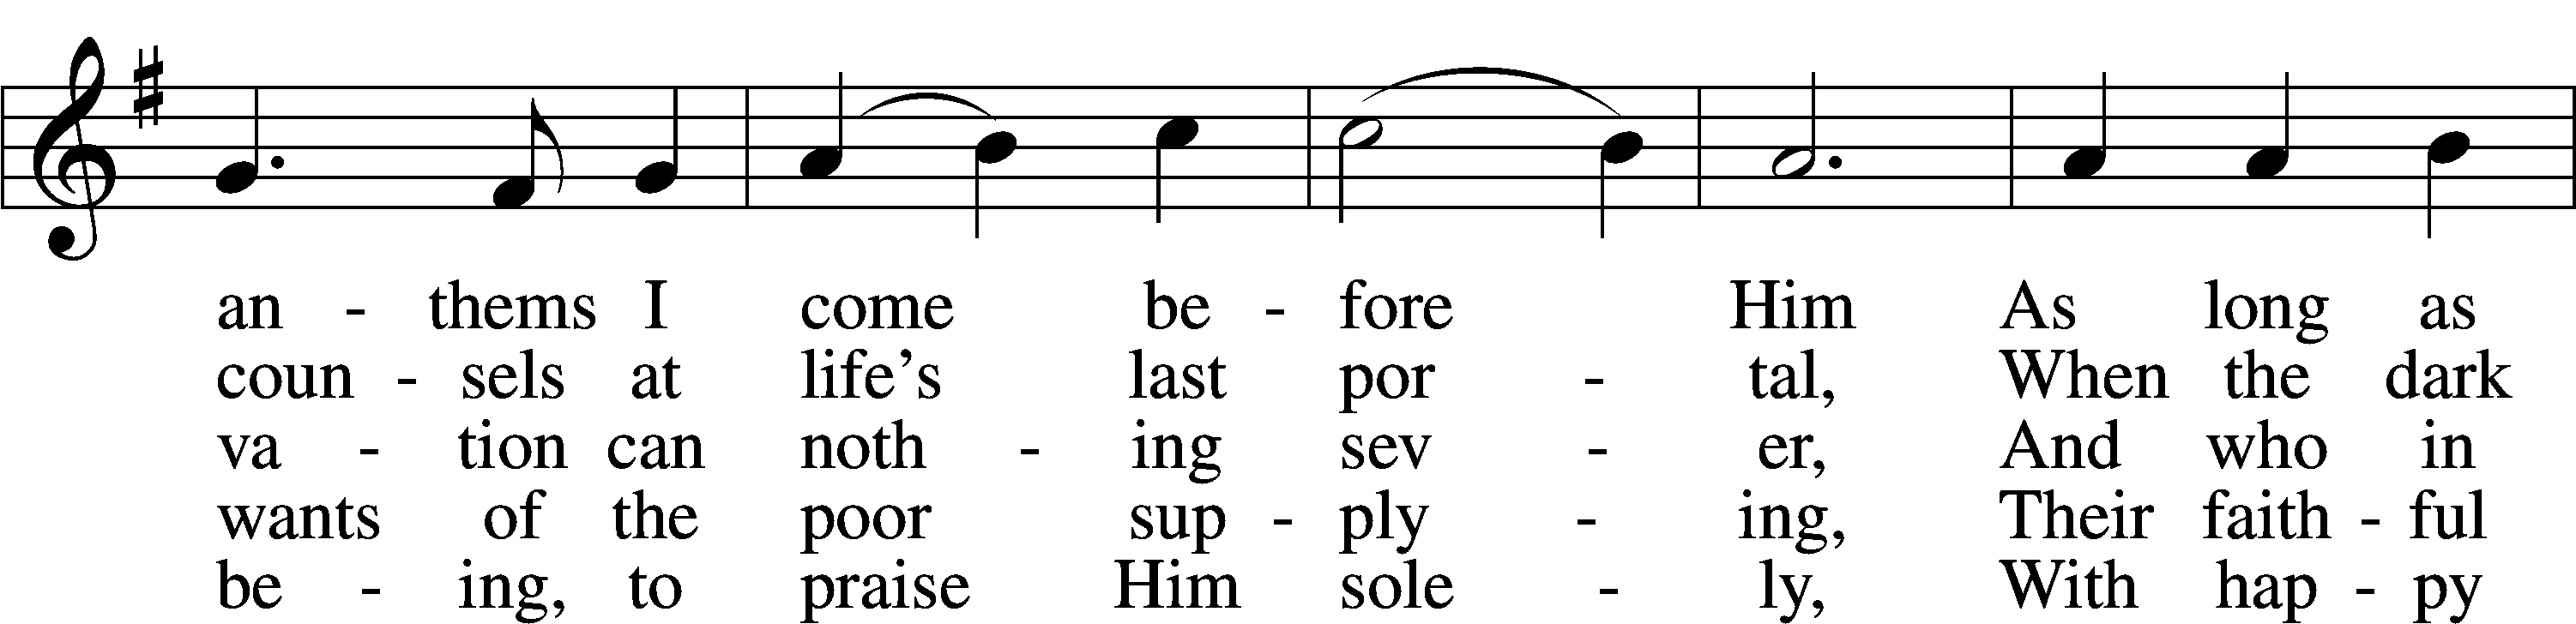 an - thems I come be - fore Him As long as
coun - sels at life's last por - tal, When the dark
va - tion can noth - ing sev - er, And who in
wants of the poor sup - ply - ing, Their faith - ful
be - ing, to praise Him sole - ly, With hap - py